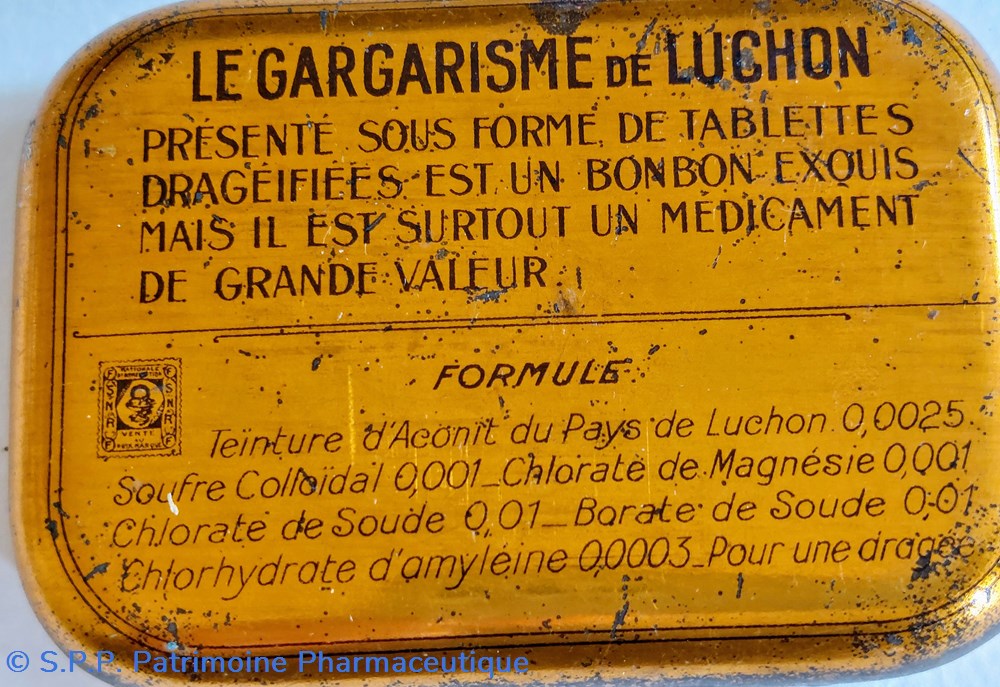 LE GARGARISME DE LUCHON
PRÉSENTÉ SOUS FORME DE TABLETTES
DRAGÉIFIÉES EST UN BONBON EXQUIS
MAIS IL EST SURTOUT UN MÉDICAMENT
DE GRANDE VALEUR
FORMULE
VENTE
Teinture d'Aconit du Pays de Luchon 0,0025
Soufre Colloïdal 0,001_Chlorate de Magnésie 0,001
Chlorate de Soude 0,01_Borate de Soude 0,01
Chlorhydrate d'amyléine 0,0003_Pour une dragée
© S.P.P. Patrimoine Pharmaceutique